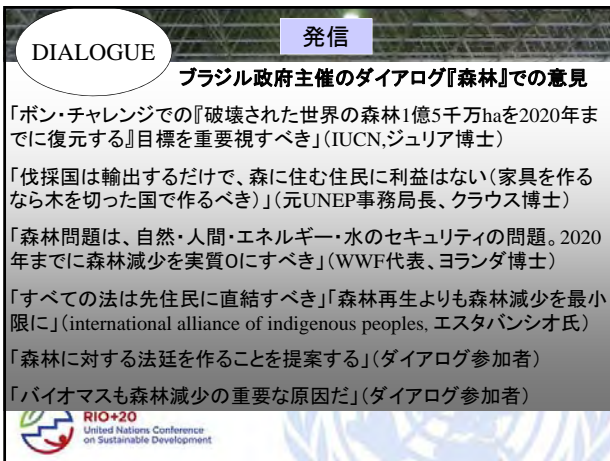 DIALOGUE
発信
ブラジル政府主催のダイアログ『森林』での意見
「ボン・チャレンジでの『破壊された世界の森林1億5千万haを2020年ま
でに復元する』目標を重要視すべき」（IUCN,ジュリア博士）
「伐採国は輸出するだけで、森に住む住民に利益はない（家具を作る
なら木を切った国で作るべき）」（元UNEP事務局長、クラウス博士）
「森林問題は、自然・人間・エネルギー・水のセキュリティの問題。2020
年までに森林減少を実質0にすべき」（WWF代表、ヨランダ博士）
「すべての法は先住民に直結すべき」「森林再生よりも森林減少を最小
限に」（international alliance of indigenous peoples, エスタバンシオ氏）
「森林に対する法廷を作ることを提案する」（ダイアログ参加者）
「バイオマスも森林減少の重要な原因だ」（ダイアログ参加者）
RIO+20
United Nations Conference
on Sustainable Development